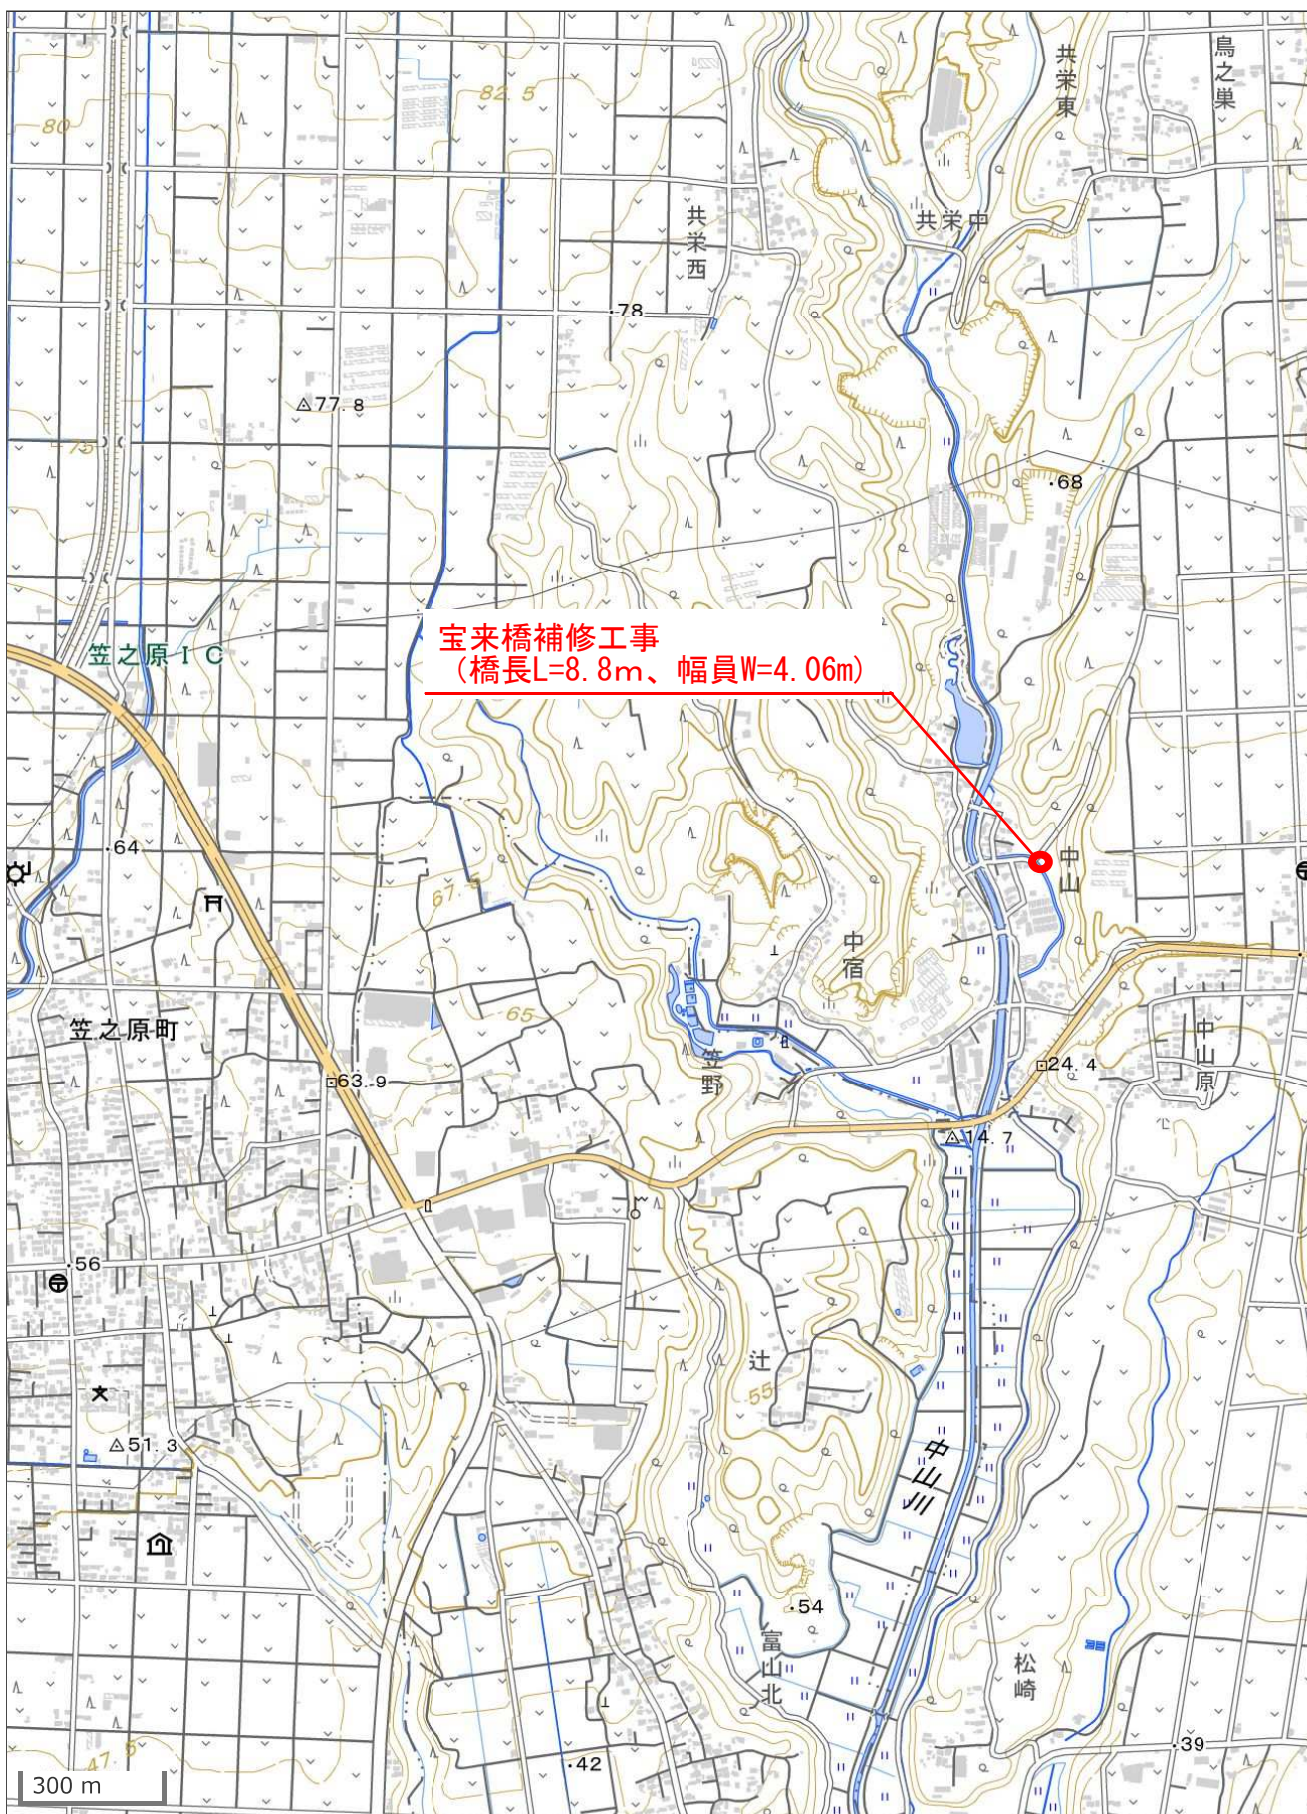 鳥之巣
共栄東
82.5
80
共栄中
共栄西
78
77.8
75
68
笠之原IC
宝来橋補修工事
(橋長L=8.8m、幅員W=4.06m)
64
中山
67.5
中宿
65
笠之原町
中山原
笠野
24.4
63.9
14.7
56
辻
55
51.3
中山川
54
富山北
松崎
39
42
47.5
300 m